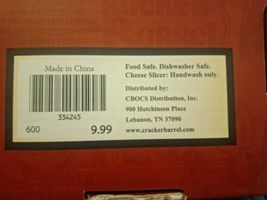 Made in China
334245
600
9.99
Food Safe. Dishwasher Safe.
Cheese Slicer: Handwash only.
Distributed by:
CBOCS Distribution, Inc.
900 Hutchinson Place
Lebanon, TN 37090
www.crackerbarrel.com